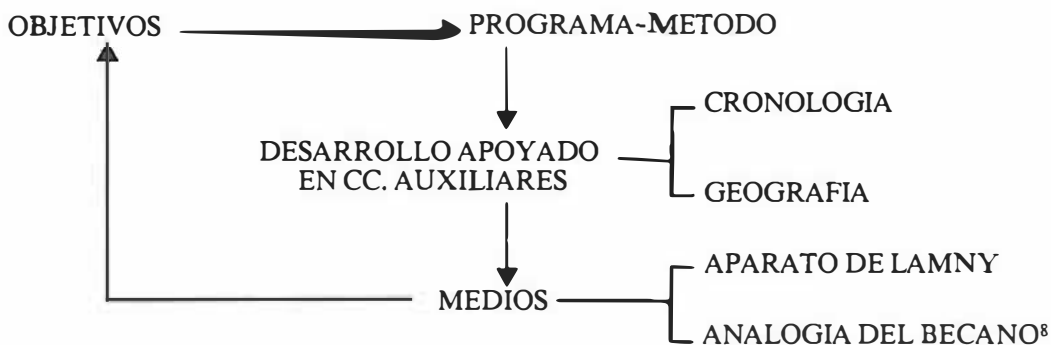 OBJETIVOS
PROGRAMA-METODO
CRONOLOGIA
DESARROLLO APOYADO
EN CC. AUXILIARES
GEOGRAFIA
APARATO DE LAMNY
MEDIOS
ANALOGIA DEL BECANO⁸